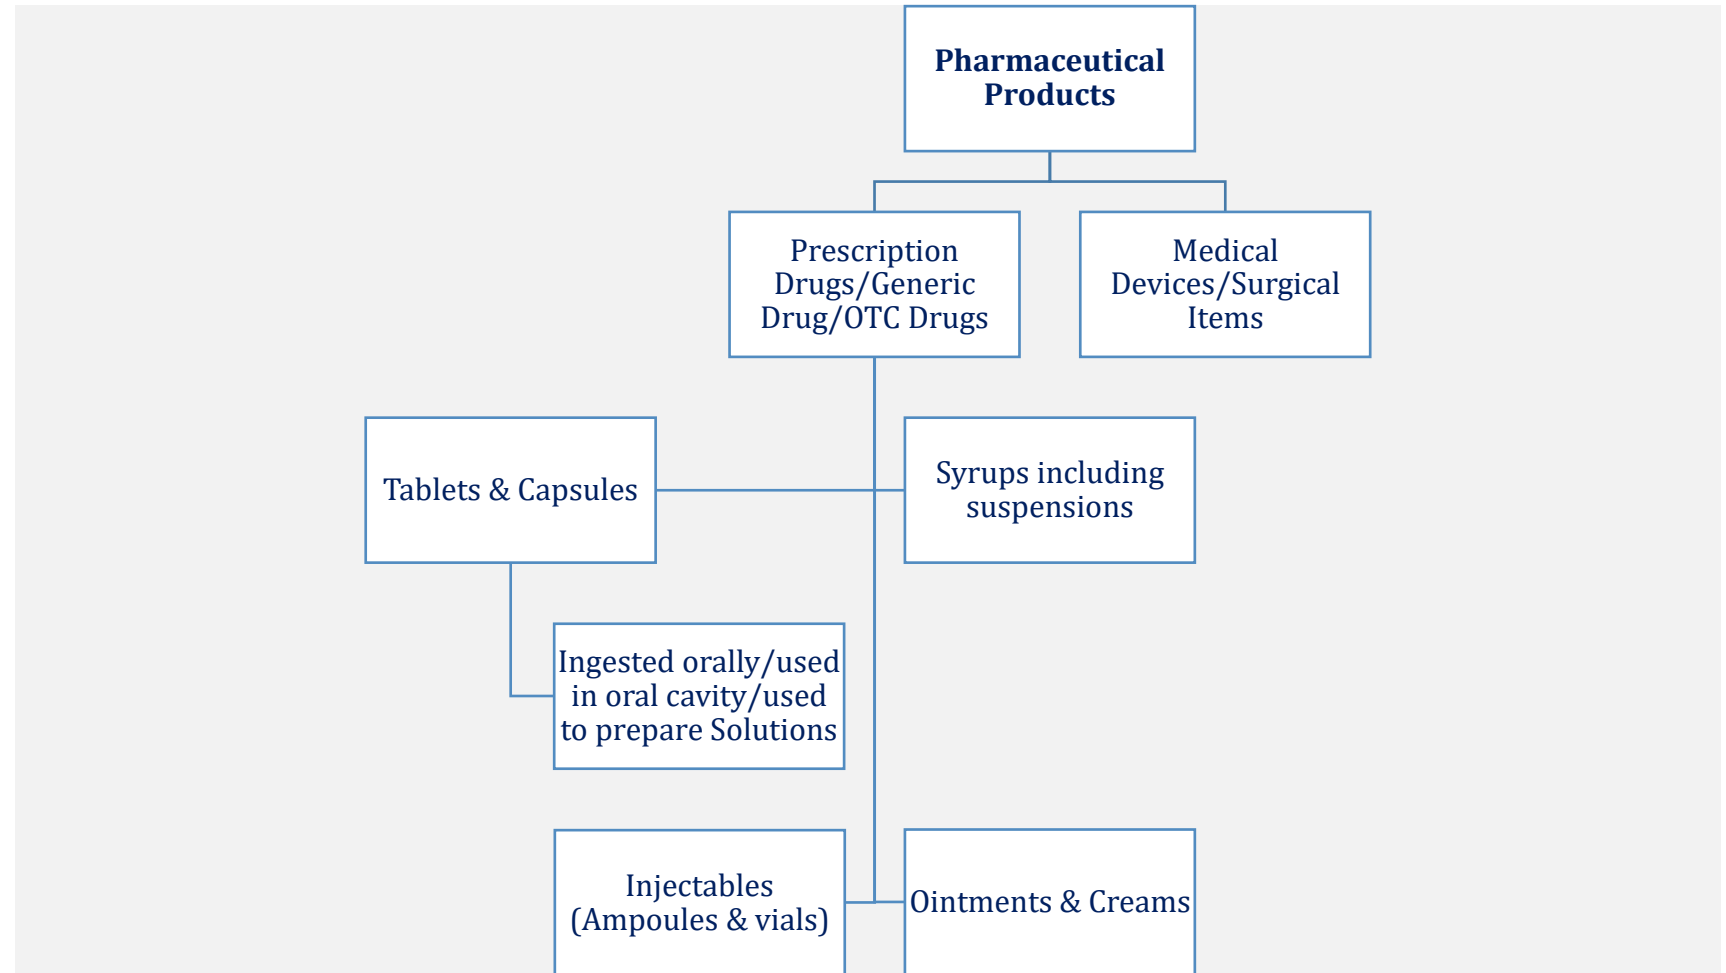 Pharmaceutical
Products
Prescription
Drugs/Generic
Drug/OTC Drugs
Medical
Devices/Surgical
Items
Tablets & Capsules
Syrups including
suspensions
Ingested orally/used
in oral cavity/used
to prepare Solutions
Injectables
(Ampoules & vials)
Ointments & Creams